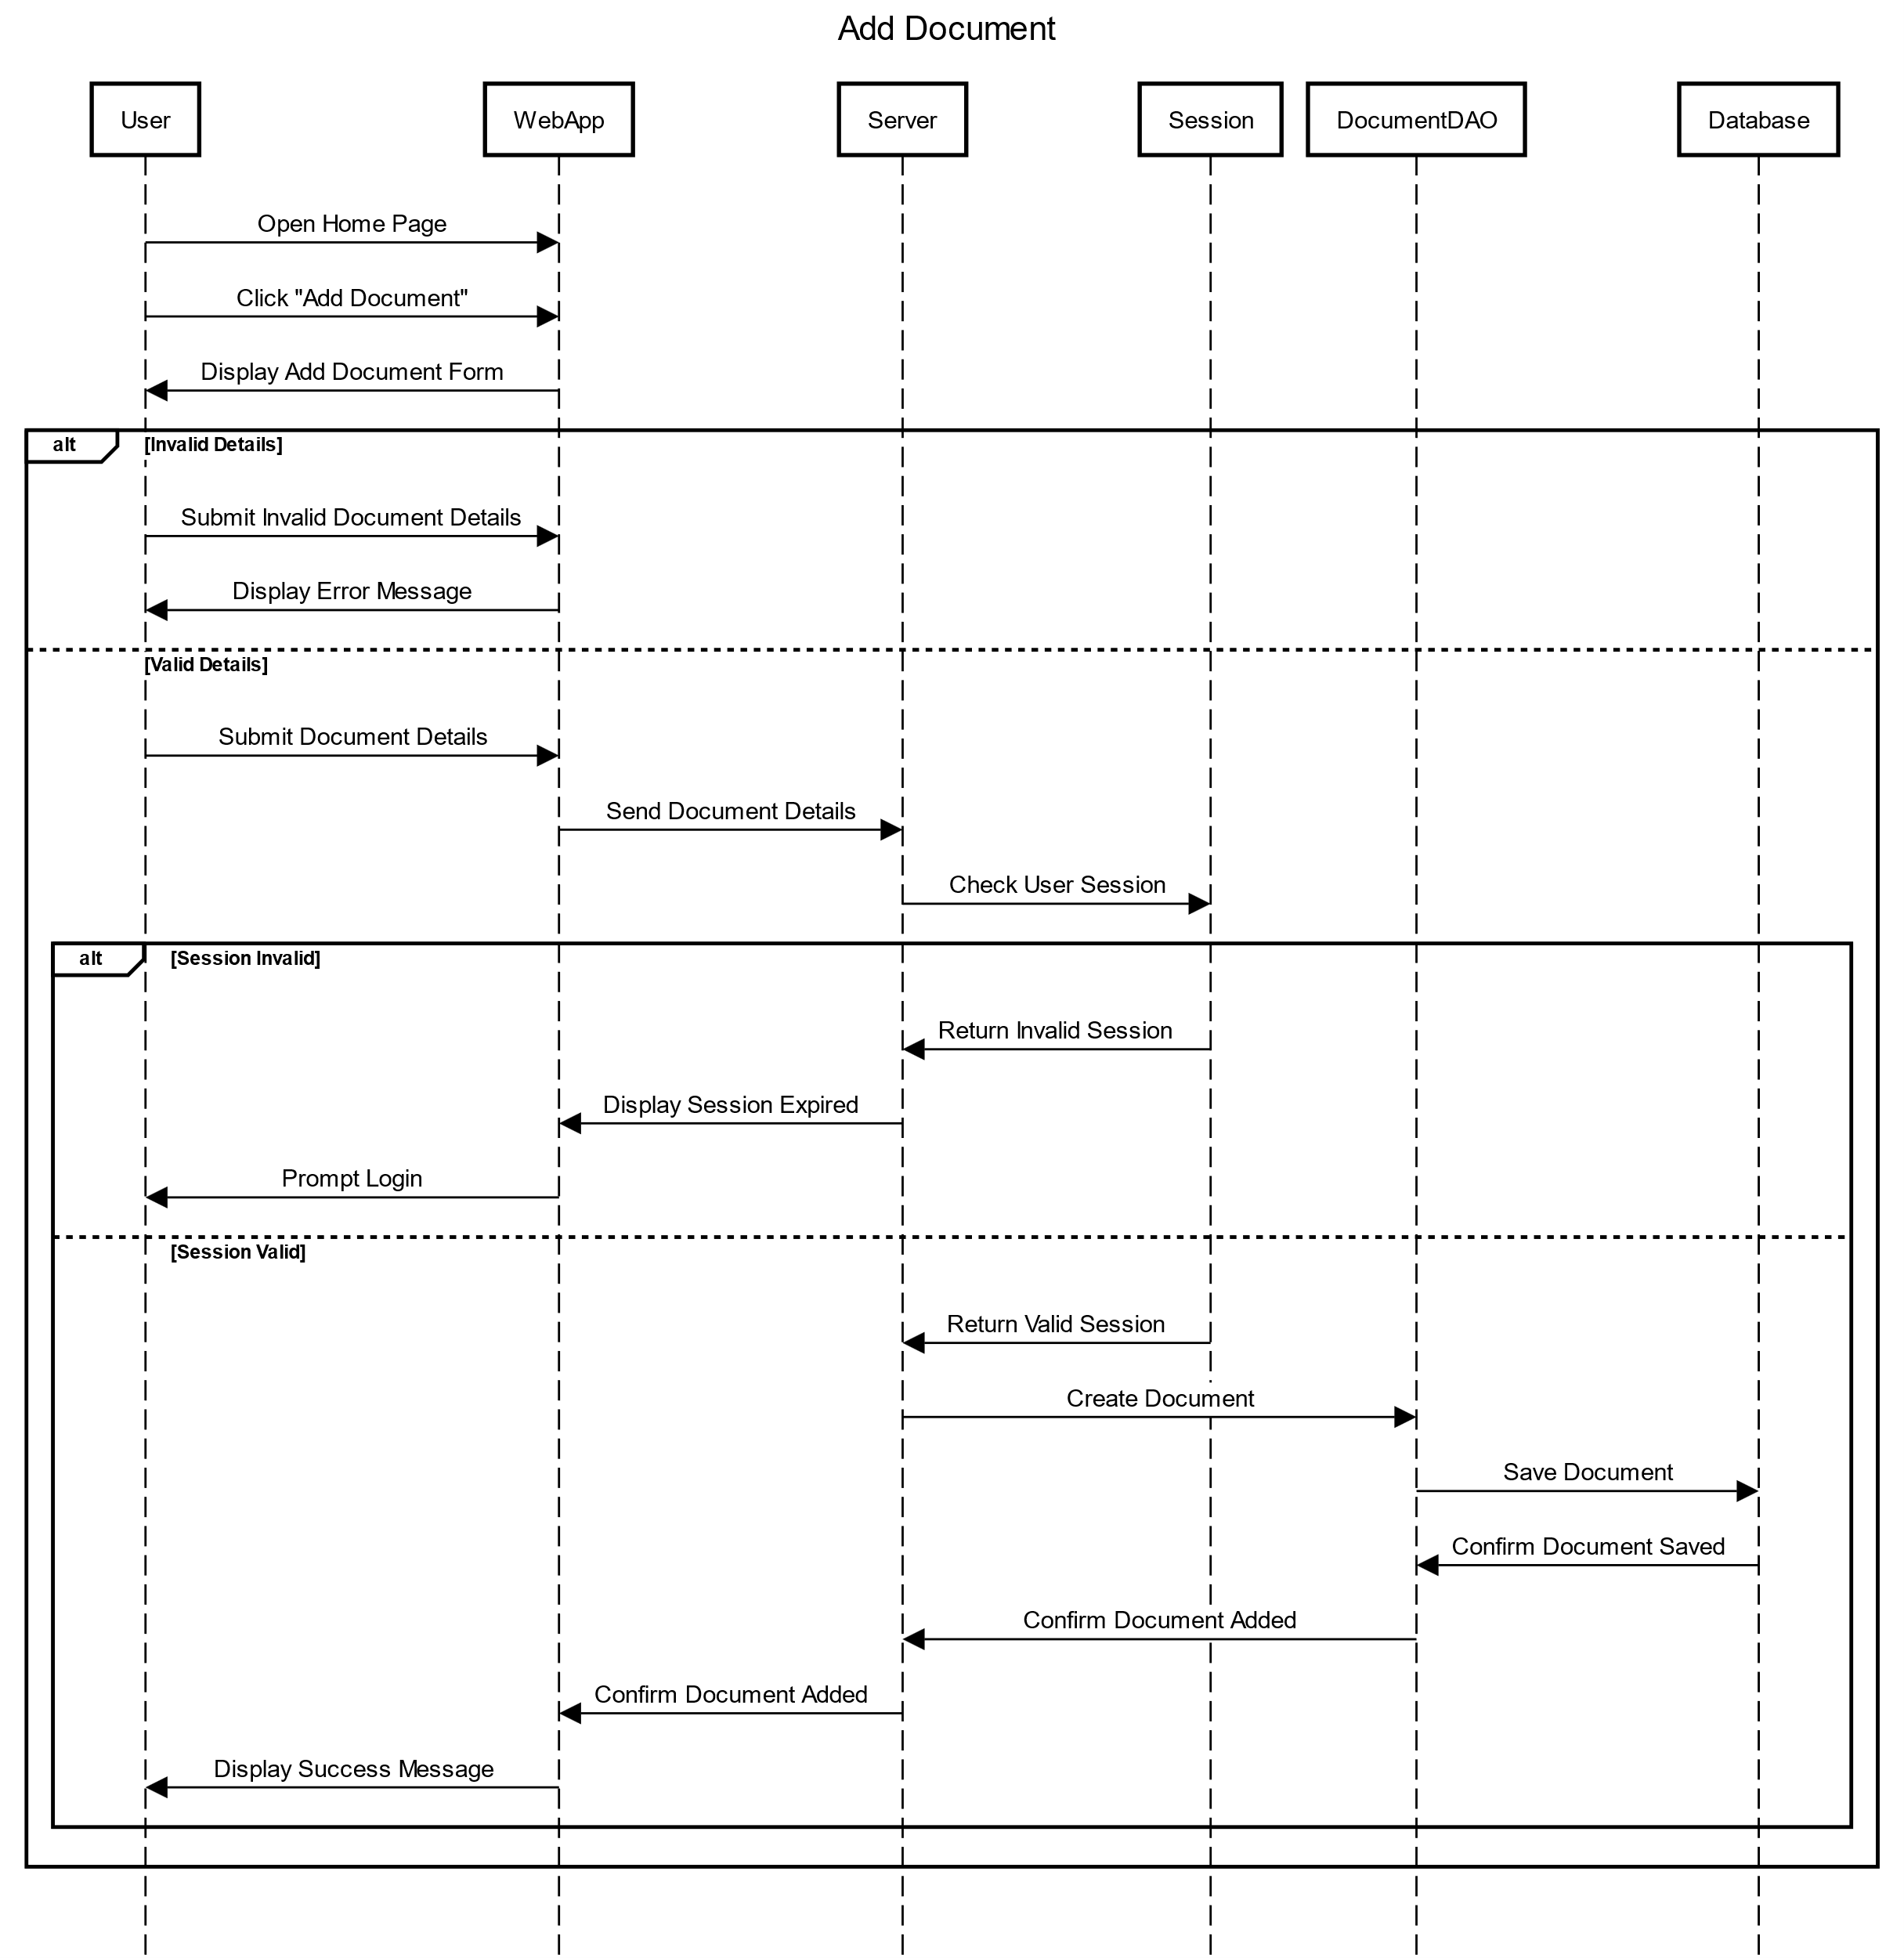 Add Document
User
WebApp
Server
Session
DocumentDAO
Database
Open Home Page
Click "Add Document"
Display Add Document Form
alt
[Invalid Details]
Submit Invalid Document Details
Display Error Message
[Valid Details]
Submit Document Details
Send Document Details
Check User Session
alt
[Session Invalid]
Return Invalid Session
Display Session Expired
Prompt Login
[Session Valid]
Return Valid Session
Create Document
Save Document
Confirm Document Saved
Confirm Document Added
Confirm Document Added
Display Success Message